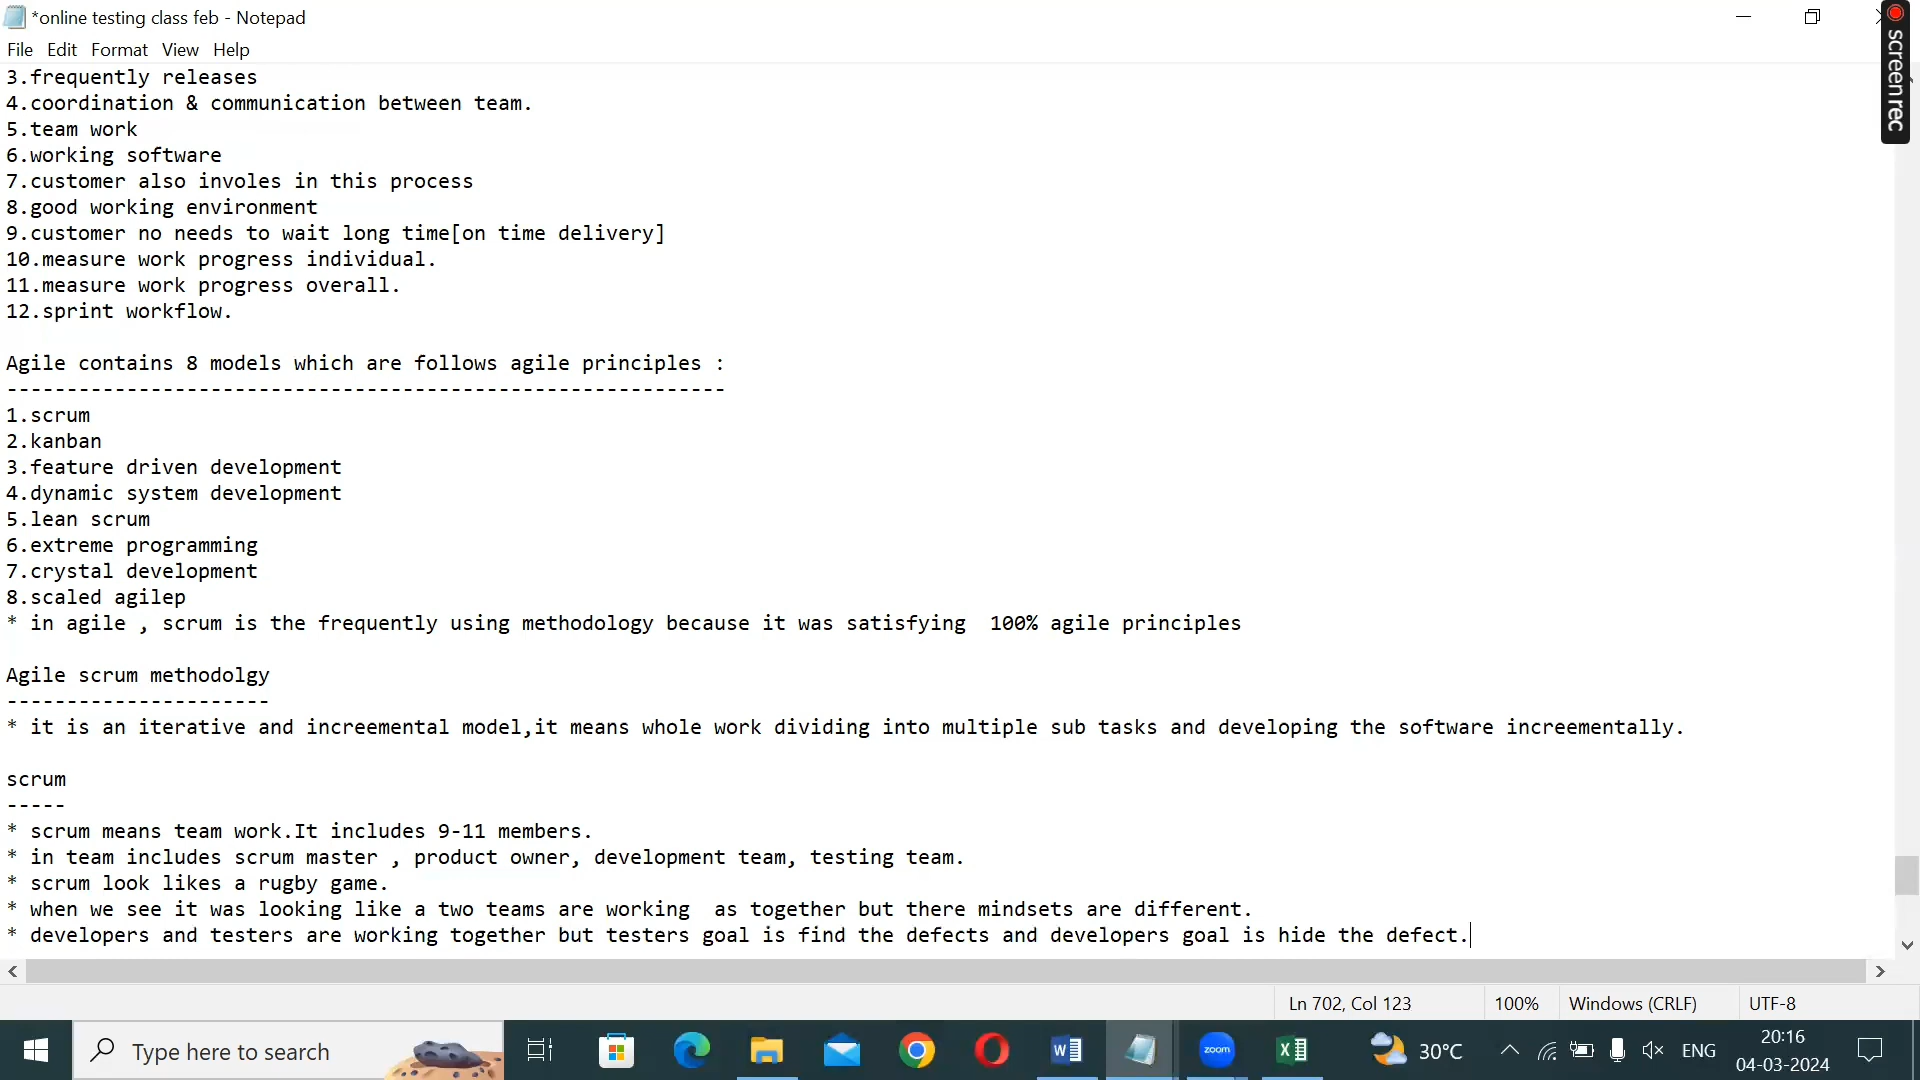 *online testing class feb - Notepad
File Edit Format View Help
3.frequently releases
4.coordination & communication between team.
5.team work
6.working software
7.customer also involes in this process
8.good working environment
9.customer no needs to wait long time[on time delivery]
10.measure work progress individual.
11.measure work progress overall.
12.sprint workflow.
Agile contains 8 models which are follows agile principles :
------------------------------------------------------------
1.scrum
2.kanban
3.feature driven development
4.dynamic system development
5.lean scrum
6.extreme programming
7.crystal development
8.scaled agilep
* in agile , scrum is the frequently using methodology because it was satisfying  100% agile principles
Agile scrum methodolgy
----------------------
* it is an iterative and increemental model,it means whole work dividing into multiple sub tasks and developing the software increementally.
scrum
-----
* scrum means team work.It includes 9-11 members.
* in team includes scrum master , product owner, development team, testing team.
* scrum look likes a rugby game.
* when we see it was looking like a two teams are working  as together but there mindsets are different.
* developers and testers are working together but testers goal is find the defects and developers goal is hide the defect.
Ln 702, Col 123 100% Windows (CRLF) UTF-8
Type here to search W zoom X 30°C ENG 20:16
04-03-2024
screenrec